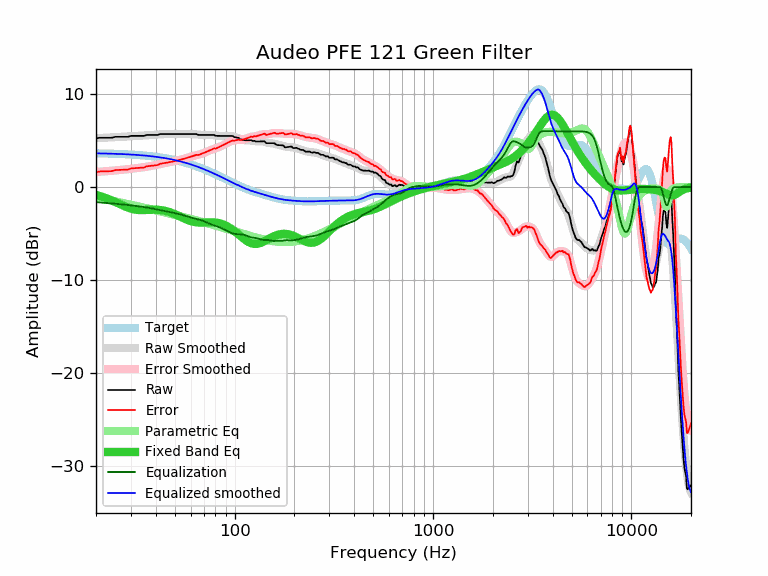 Audeo PFE 121 Green Filter
Amplitude (dBr)
10
0
−10
−20
−30
Target
Raw Smoothed
Error Smoothed
Raw
Error
Parametric Eq
Fixed Band Eq
Equalization
Equalized smoothed
100
1000
10000
Frequency (Hz)